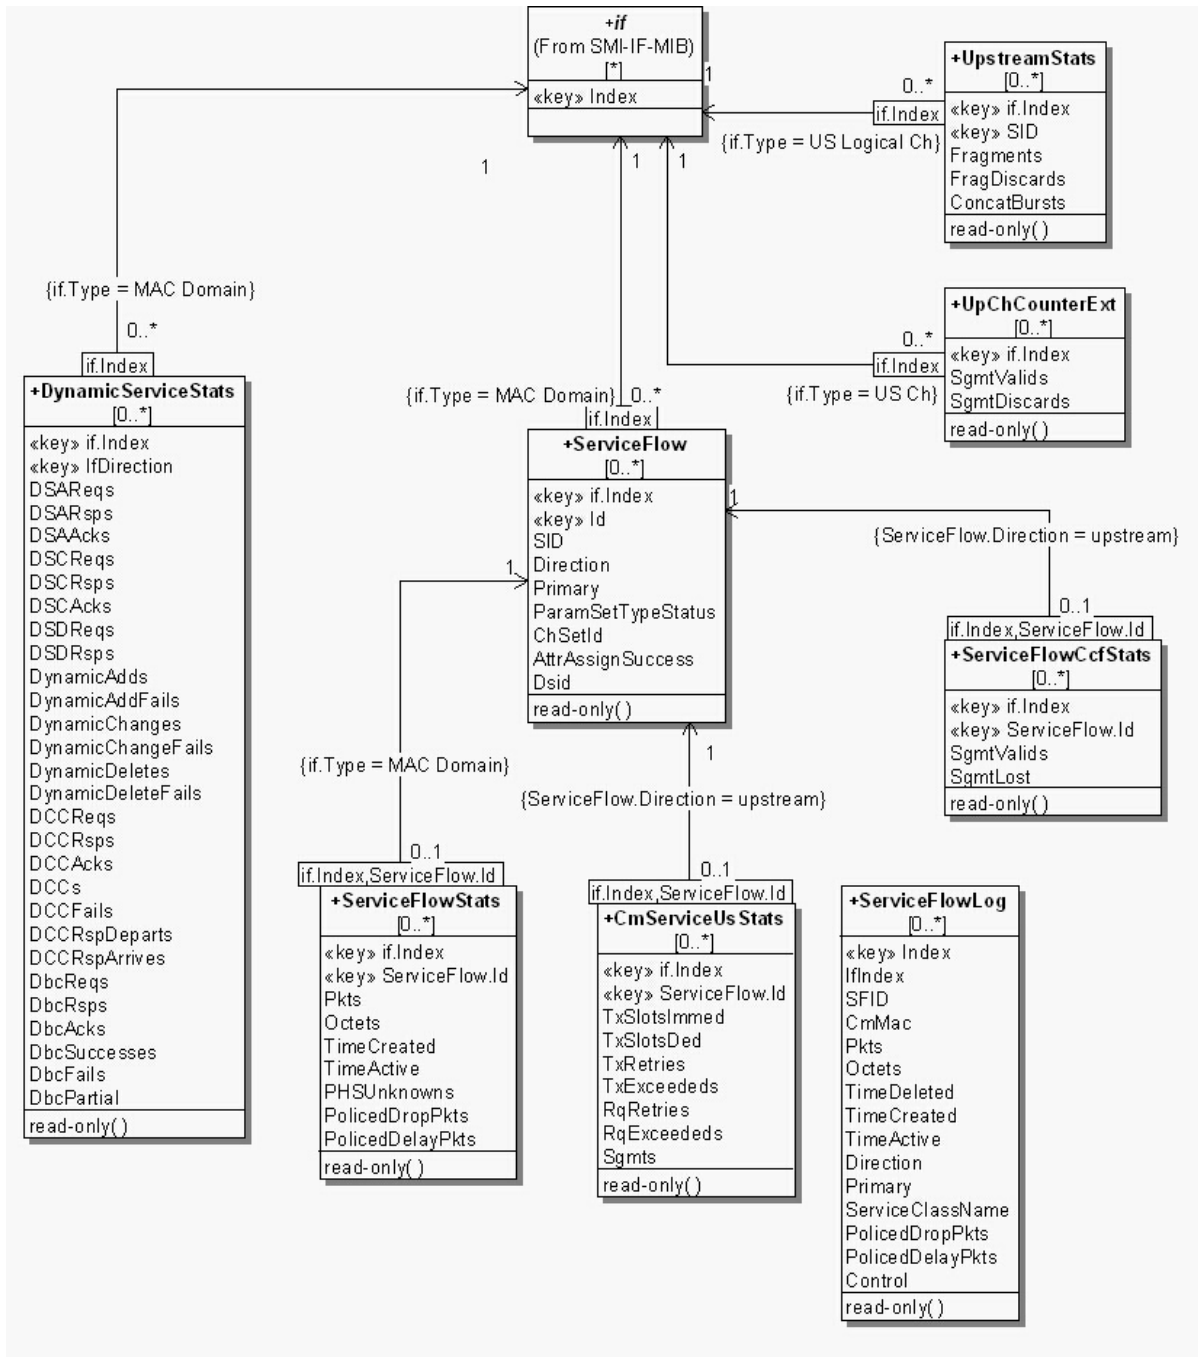 +if
(From SMI-IF-MIB)
[*]
«key» Index
1
0..*
if.Index
{if.Type = US Logical Ch}
+UpstreamStats
[0..*]
«key» if.Index
«key» SID
Fragments
FragDiscards
ConcatBursts
read-only( )
1
1
1
{if.Type = MAC Domain}
0..*
if.Index
+DynamicServiceStats
[0..*]
«key» if.Index
«key» IfDirection
DSAReqs
DSARsps
DSAAcks
DSCReqs
DSCRsps
DSCAcks
DSDReqs
DSDRsps
DynamicAdds
DynamicAddFails
DynamicChanges
DynamicChangeFails
DynamicDeletes
DynamicDeleteFails
DCCReqs
DCCRsps
DCCAcks
DCCs
DCCFails
DCCRspDeparts
DCCRspArrives
DbcReqs
DbcRsps
DbcAcks
DbcSuccesses
DbcFails
DbcPartial
read-only( )
0..*
if.Index
{if.Type = US Ch}
+UpChCounterExt
[0..*]
«key» if.Index
SgmtValids
SgmtDiscards
read-only( )
{if.Type = MAC Domain}
0..*
if.Index
+ServiceFlow
[0..*]
«key» if.Index
«key» Id
SID
Direction
Primary
ParamSetTypeStatus
ChSetId
AttrAssignSuccess
Dsid
read-only( )
1
{ServiceFlow.Direction = upstream}
0..1
if.Index,ServiceFlow.Id
+ServiceFlowCcfStats
[0..*]
«key» if.Index
«key» ServiceFlow.Id
SgmtValids
SgmtLost
read-only( )
1
{if.Type = MAC Domain}
0..1
if.Index,ServiceFlow.Id
+ServiceFlowStats
[0..*]
«key» if.Index
«key» ServiceFlow.Id
Pkts
Octets
TimeCreated
TimeActive
PHSUnknowns
PolicedDropPkts
PolicedDelayPkts
read-only( )
1
{ServiceFlow.Direction = upstream}
0..1
if.Index,ServiceFlow.Id
+CmServiceUsStats
[0..*]
«key» if.Index
«key» ServiceFlow.Id
TxSlotsImmed
TxSlotsDed
TxRetries
TxExceededs
RqRetries
RqExceededs
Sgmts
read-only( )
+ServiceFlowLog
[0..*]
«key» Index
IfIndex
SFID
CmMac
Pkts
Octets
TimeDeleted
TimeCreated
TimeActive
Direction
Primary
ServiceClassName
PolicedDropPkts
PolicedDelayPkts
Control
read-only( )